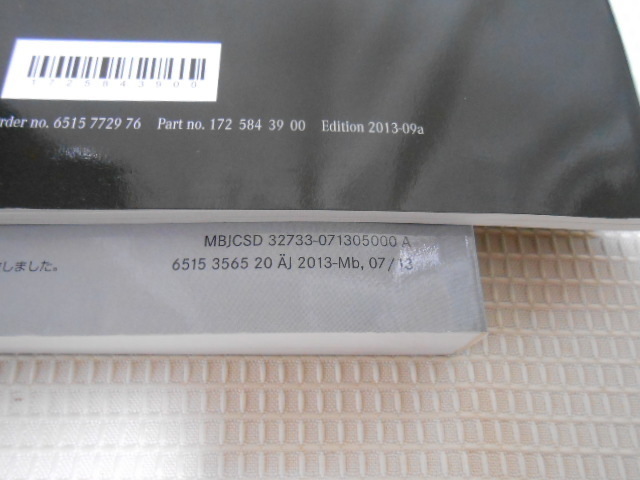 1725843900
rder no. 6515 7729 76 Part no. 172 584 39 00 Edition 2013-09a
MBJCSD 32733-071305000 A
しました。 6515 3565 20 ÄJ 2013-Mb, 07/13